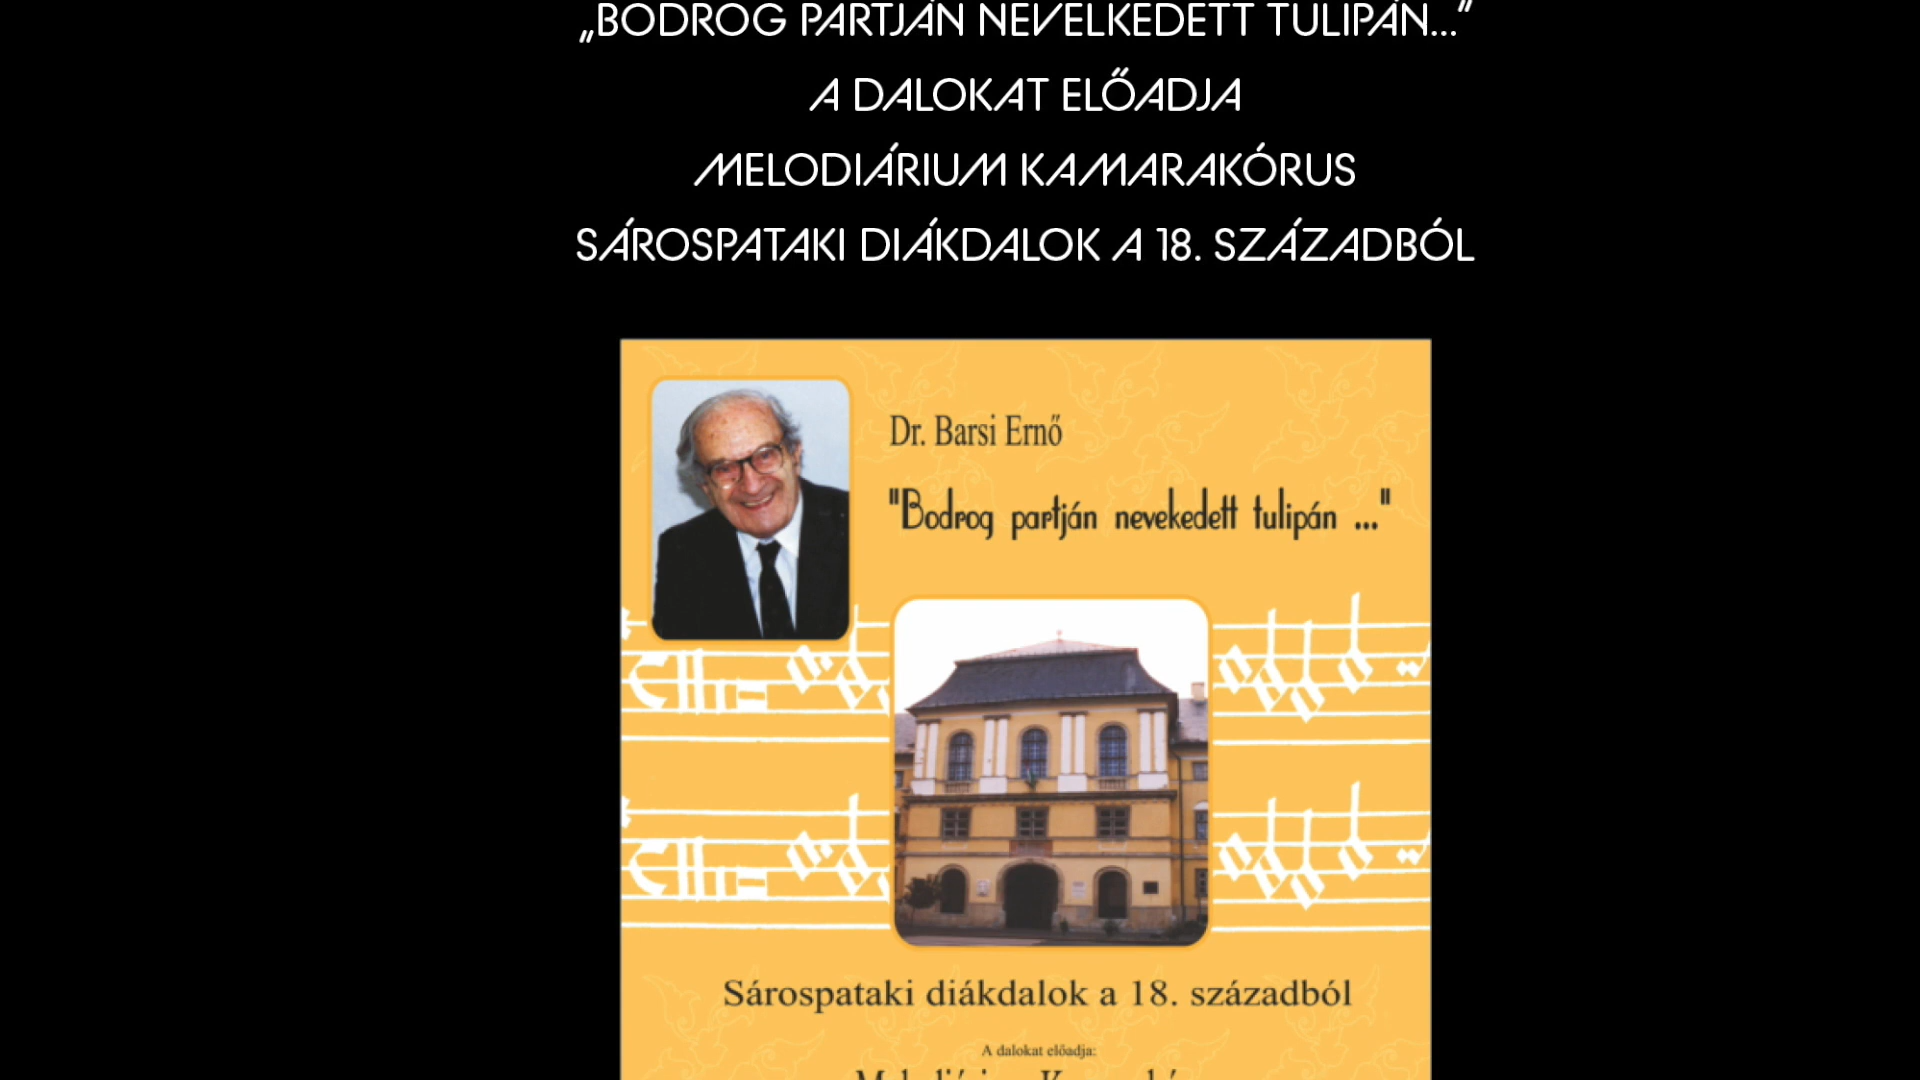 „BODROG PARTJÁN NEVELKEDETT TULIPÁN..."
A DALOKAT ELŐADJA
MELODIÁRIUM KAMARAKÓRUS
SÁROSPATAKI DIÁKDALOK A 18. SZÁZADBÓL
Dr. Barsi Ernő
"Bodrog partján nevekedett tulipán ..."
Sárospataki diákdalok a 18. századból
A dalokat előadja: